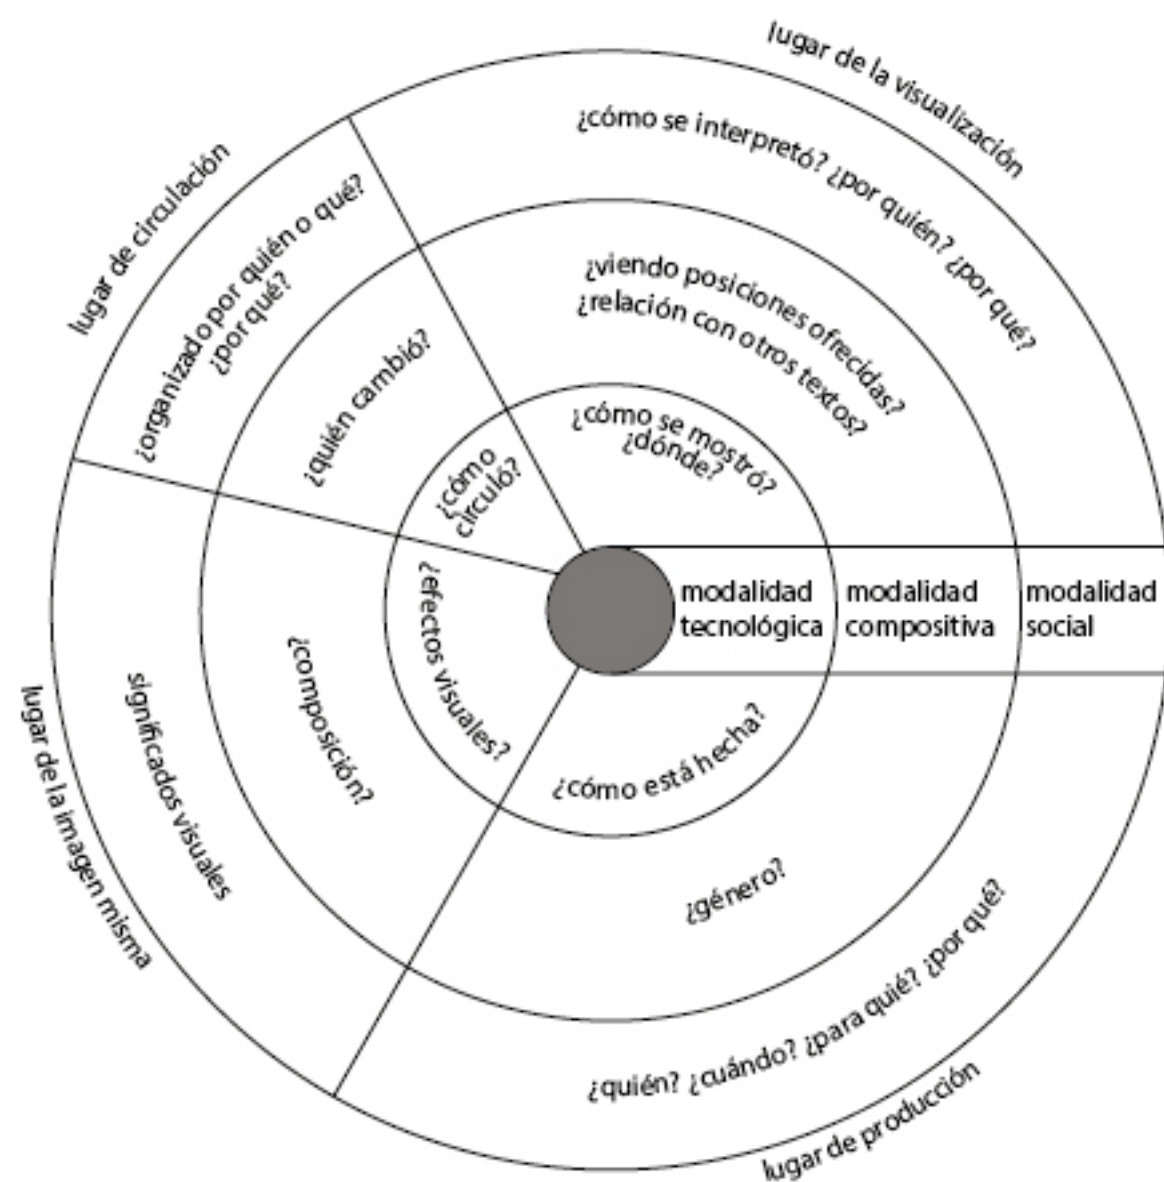 lugar de la visualización
¿cómo se interpretó? ¿por quién? ¿por qué?
¿viendo posiciones ofrecidas?
¿relación con otros textos?
¿cómo se mostró?
¿dónde?
lugar de circulación
¿organizado por quién o qué?
¿por qué?
¿quién cambió?
¿cómo
circuló?
modalidad
tecnológica
modalidad
compositiva
modalidad
social
lugar de la imagen misma
significados visuales
¿composición?
¿efectos visuales?
¿cómo está hecha?
¿género?
¿quién? ¿cuándo? ¿para quié? ¿por qué?
lugar de producción